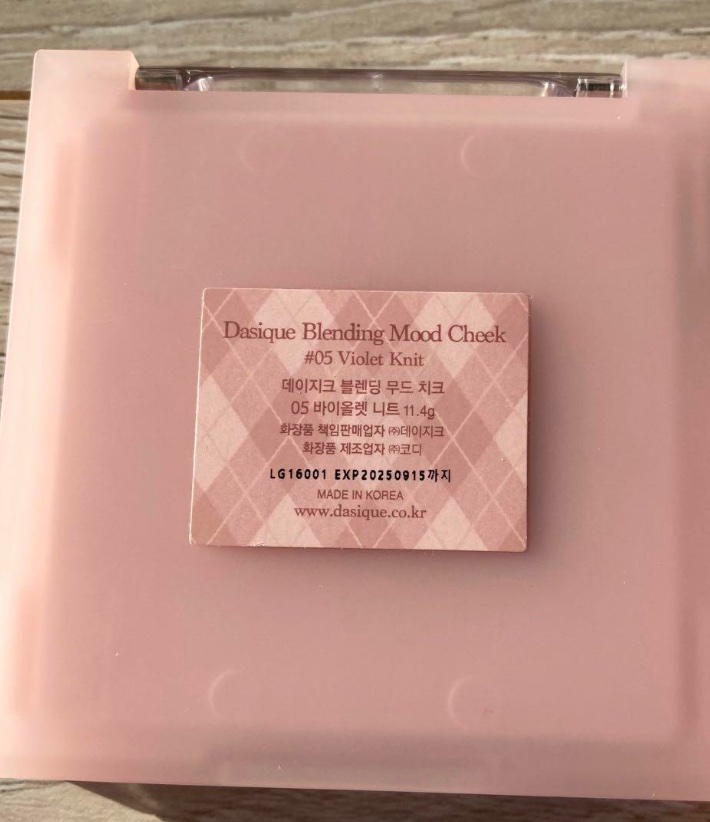 Dasique Blending Mood Cheek
#05 Violet Knit
데이지크 블렌딩 무드 치크
05 바이올렛 니트 11.4g
화장품 책임판매업자 ㈜데이지크
화장품 제조업자 ㈜코디
LG16001 EXP20250915까지
MADE IN KOREA
www.dasique.co.kr